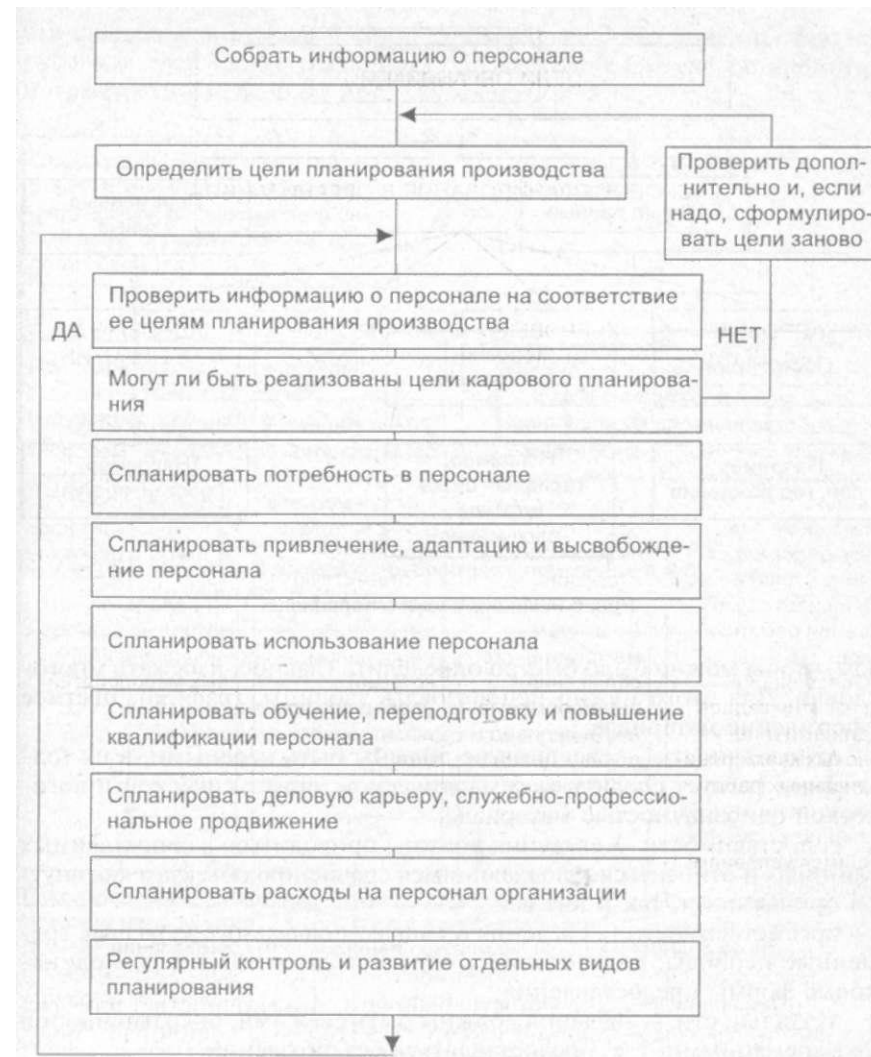 Собрать информацию о персонале
Определить цели планирования производства
Проверить допол-
нительно и, если
надо, сформулиро-
вать цели заново
Проверить информацию о персонале на соответствие
ее целям планирования производства
ДА
НЕТ
Могут ли быть реализованы цели кадрового планирова-
ния
Спланировать потребность в персонале
Спланировать привлечение, адаптацию и высвобожде-
ние персонала
Спланировать использование персонала
Спланировать обучение, переподготовку и повышение
квалификации персонала
Спланировать деловую карьеру, служебно-профессио-
нальное продвижение
Спланировать расходы на персонал организации
Регулярный контроль и развитие отдельных видов
планирования